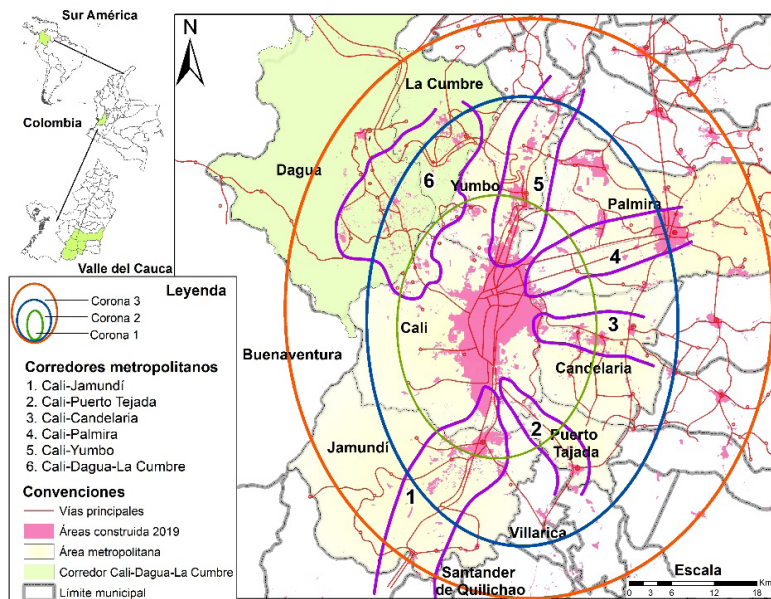 Sur América
Colombia
Valle del Cauca
Leyenda
Corona 3
Corona 2
Corona 1
Corredores metropolitanos
1. Cali-Jamundí
2. Cali-Puerto Tejada
3. Cali-Candelaria
4. Cali-Palmira
5. Cali-Yumbo
6. Cali-Dagua-La Cumbre
Convenciones
Vías principales
Áreas construida 2019
Área metropolitana
Corredor Cali-Dagua-La Cumbre
Límite municipal
N
La Cumbre
Dagua
6
Yumbo
5
Palmira
4
Cali
3
Buenaventura
Candelaria
2
Jamundí
Puerto
Tajada
1
Villarica
Santander
de Quilichao
Escala
Km
0 3 6 12 18